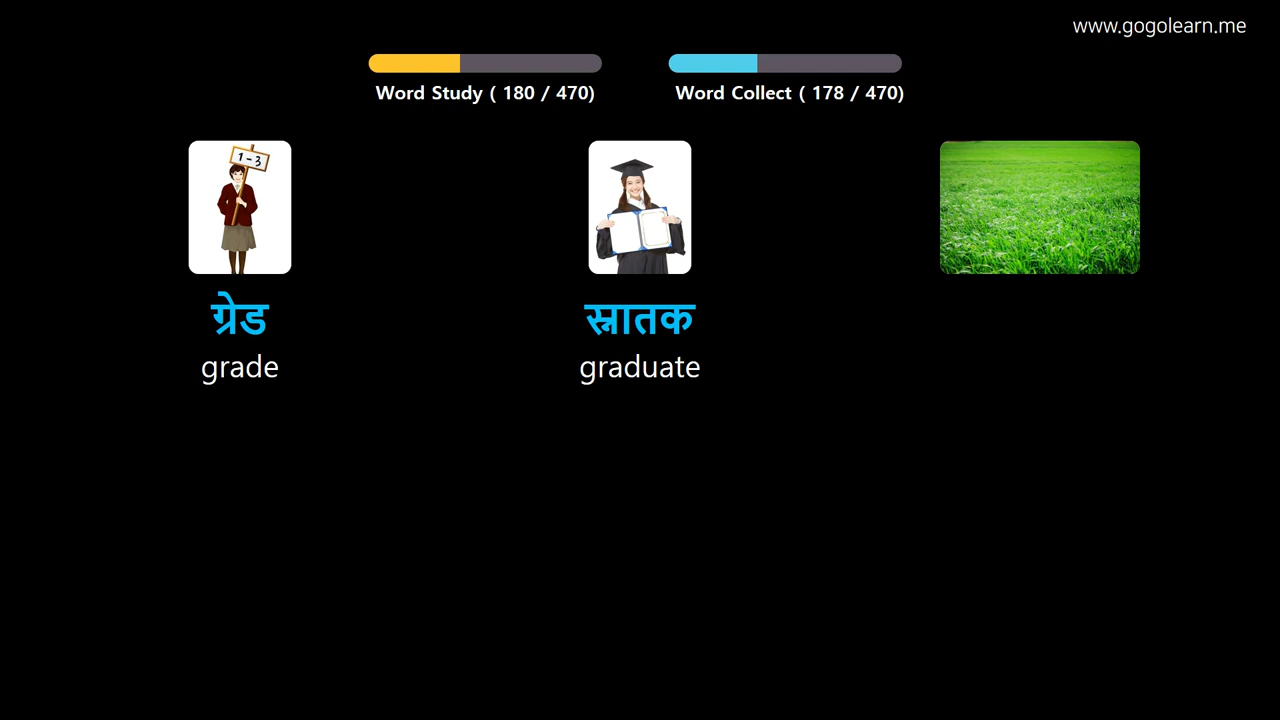 www.gogolearn.me
Word Study ( 180 / 470)
Word Collect ( 178 / 470)
1-3
ग्रेड
grade
स्नातक
graduate